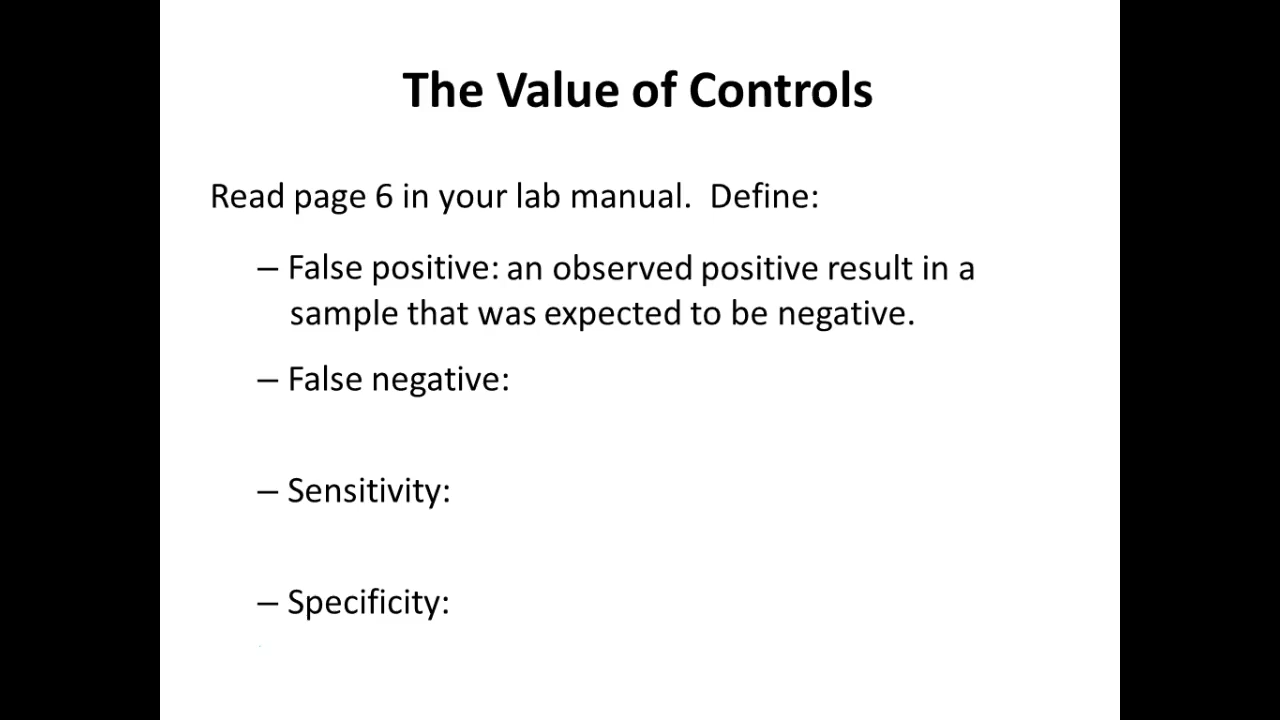 The Value of Controls
Read page 6 in your lab manual.  Define:
– False positive: an observed positive result in a
sample that was expected to be negative.
– False negative:
– Sensitivity:
– Specificity: